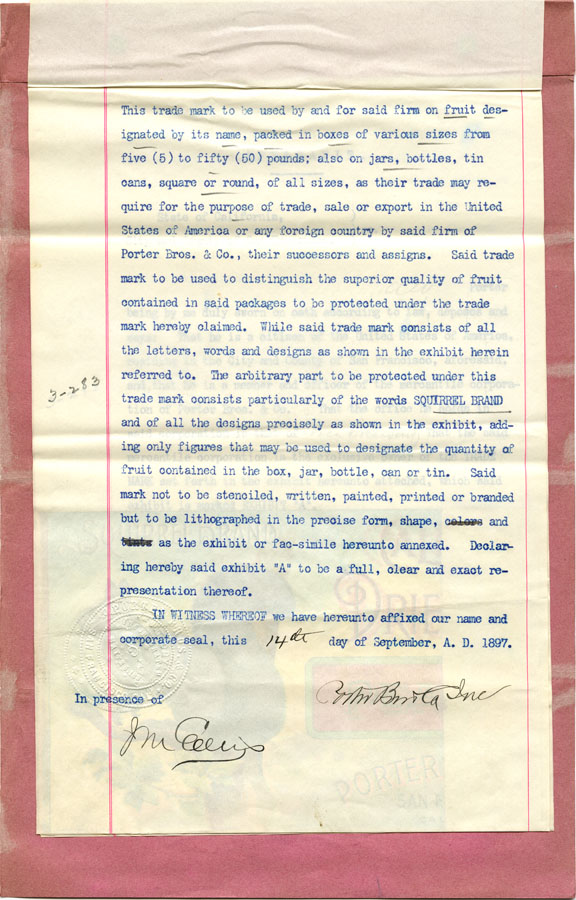 This trade mark to be used by and for said firm on fruit des-
ignated by its name, packed in boxes of various sizes from
five (5) to fifty (50) pounds; also on jars, bottles, tin
cans, square or round, of all sizes, as their trade may re-
quire for the purpose of trade, sale or export in the United
States of America or any foreign country by said firm of
Porter Bros. & Co., their successors and assigns. Said trade
mark to be used to distinguish the superior quality of fruit
contained in said packages to be protected under the trade
mark hereby claimed. While said trade mark consists of all
the letters, words and designs as shown in the exhibit herein
referred to. The arbitrary part to be protected under this
3-283
trade mark consists particularly of the words SQUIRREL BRAND
and of all the designs precisely as shown in the exhibit, add-
ing only figures that may be used to designate the quantity of
fruit contained in the box, jar, bottle, can or tin. Said
mark not to be stenciled, written, painted, printed or branded
but to be lithographed in the precise form, shape, colors and
tints as the exhibit or fac-simile hereunto annexed. Declar-
ing hereby said exhibit "A" to be a full, clear and exact re-
presentation thereof.
IN WITNESS WHEREOF we have hereunto affixed our name and
corporate seal, this 14th day of September, A. D. 1897.
In presence of
PORTER
SAN